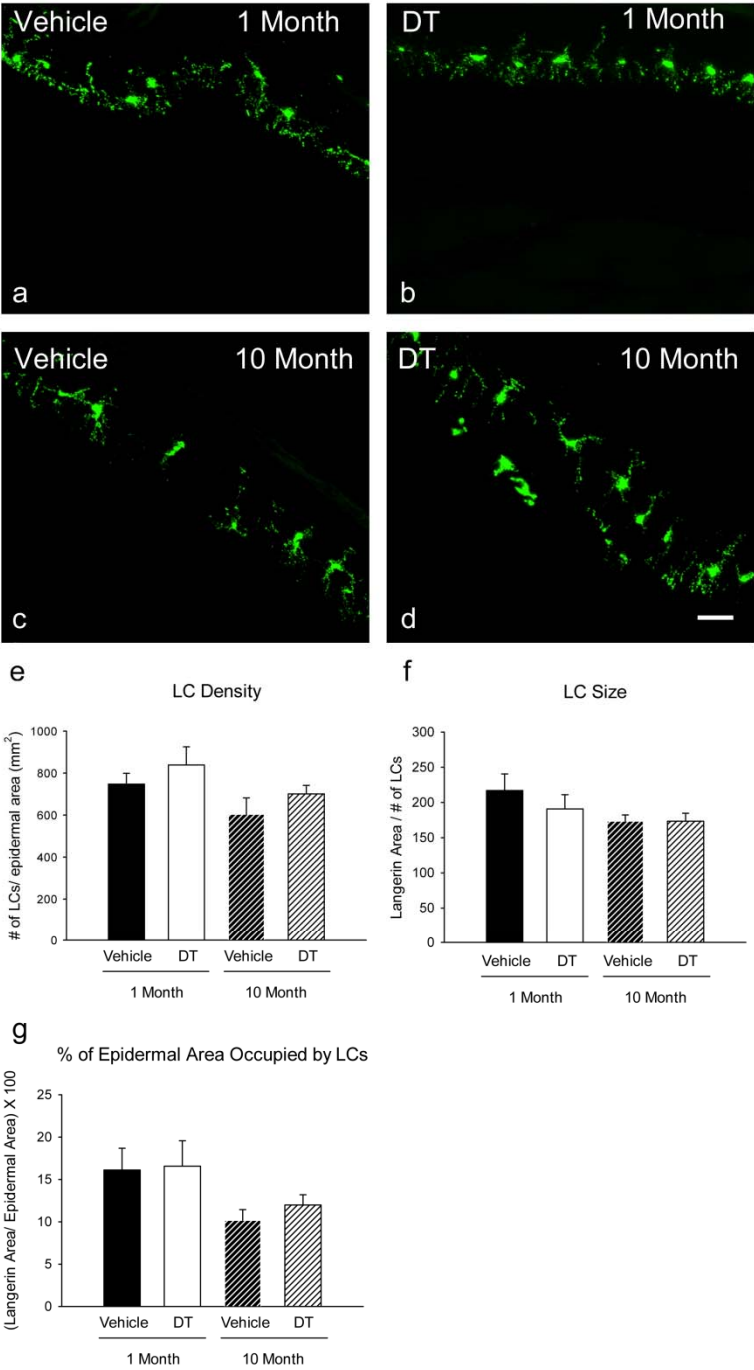 Vehicle 1 Month
a
DT 1 Month
b
Vehicle 10 Month
c
DT 10 Month
d
e
LC Density
# of LCs/ epidermal area (mm²)
1000
800
600
400
200
0
Vehicle DT Vehicle DT
1 Month 10 Month
f
LC Size
Langerin Area / # of LCs
300
250
200
150
100
50
0
Vehicle DT Vehicle DT
1 Month 10 Month
g
% of Epidermal Area Occupied by LCs
(Langerin Area/ Epidermal Area) X 100
25
20
15
10
5
0
Vehicle DT Vehicle DT
1 Month 10 Month